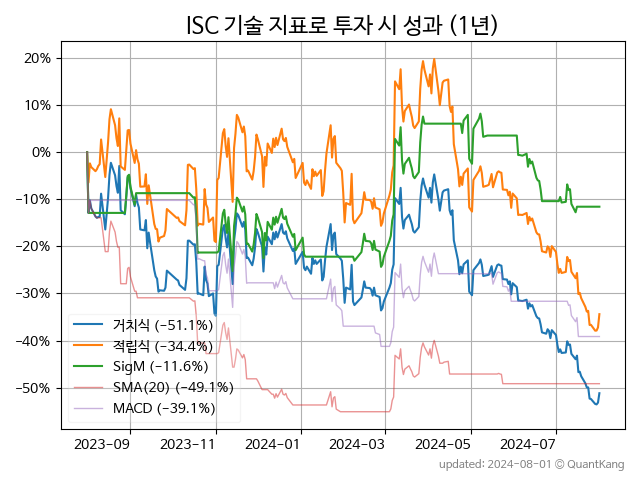 ISC 기술 지표로 투자 시 성과 (1년)
20%
10%
0%
−10%
−20%
−30%
−40%
−50%
거치식 (−51.1%)
적립식 (−34.4%)
SigM (−11.6%)
SMA(20) (−49.1%)
MACD (−39.1%)
2023−09 2023−11 2024−01 2024−03 2024−05 2024−07
updated: 2024−08−01 © QuantKang